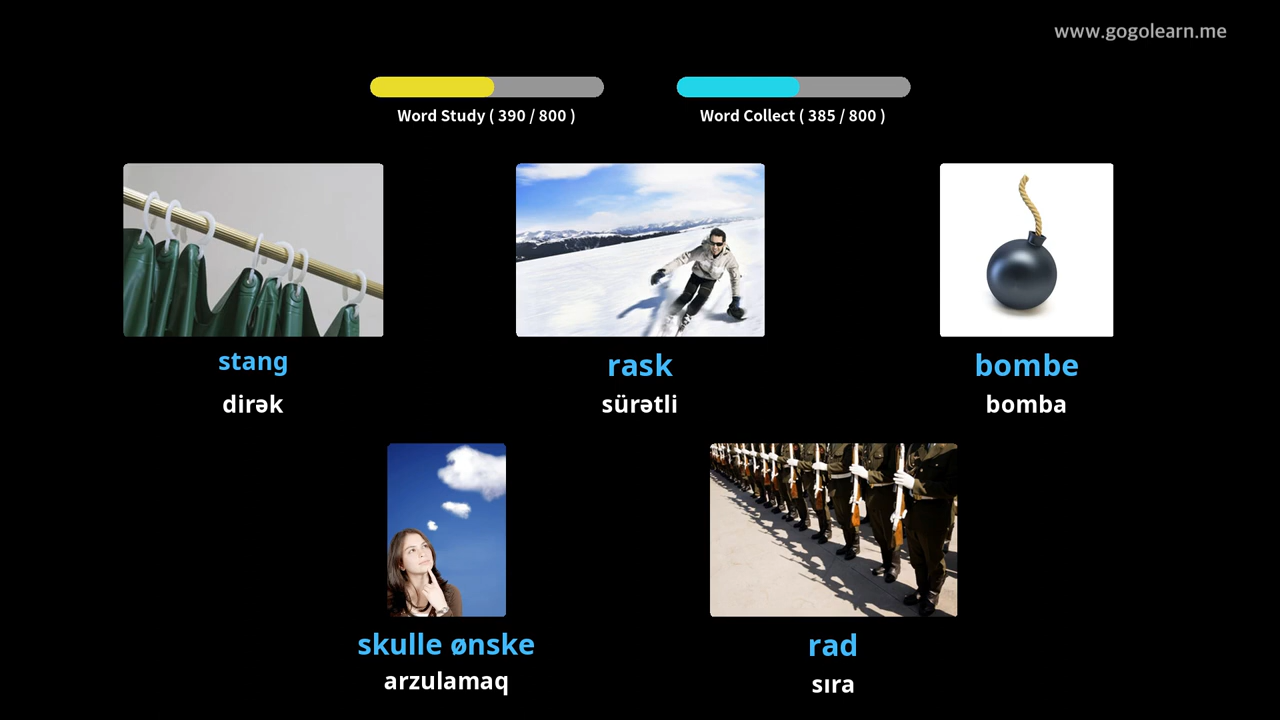 www.gogolearn.me
Word Study ( 390 / 800 )
Word Collect ( 385 / 800 )
stang
rask
bombe
dirək
sürətli
bomba
skulle ønske
rad
arzulamaq
sıra